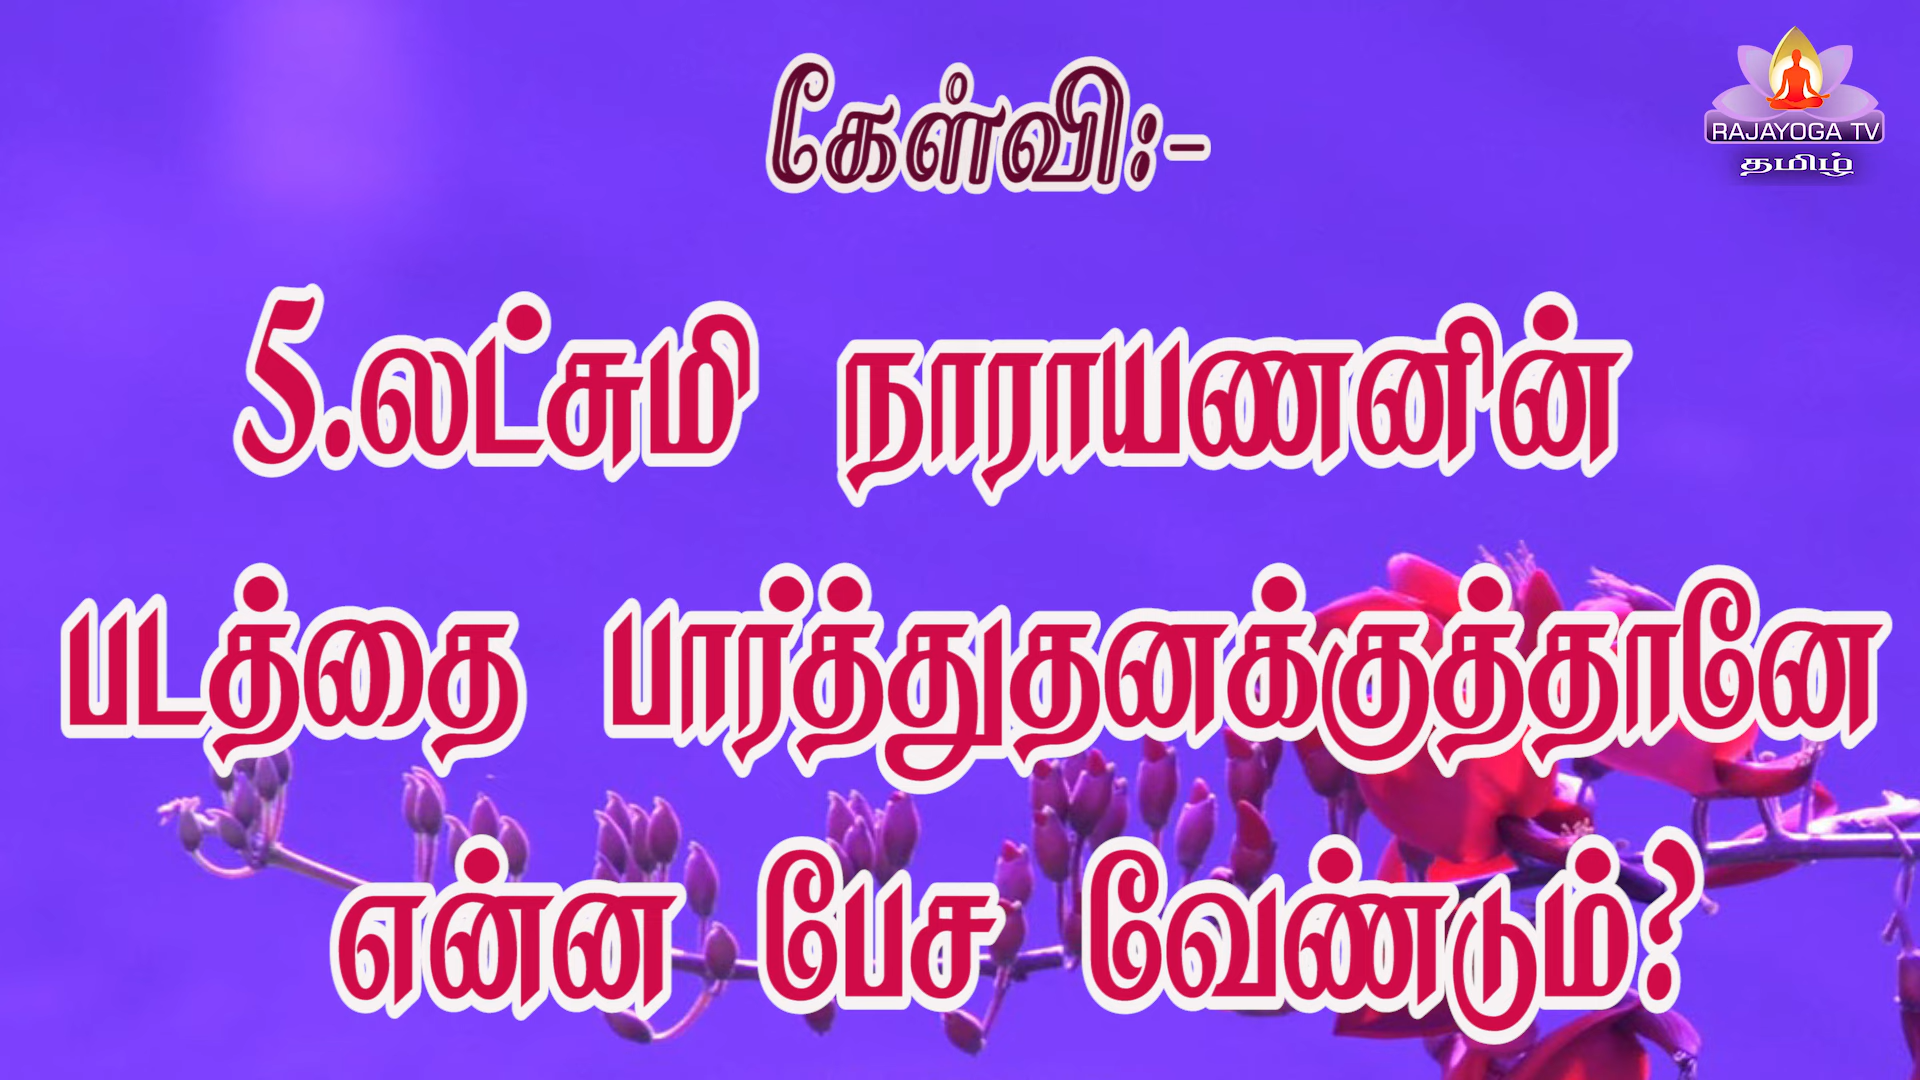 கேள்வி:-
RAJAYOGA TV
தமிழ்
5.லட்சுமி நாராயணனின்
படத்தை பார்த்துதனக்குத்தானே
என்ன பேச வேண்டும்?